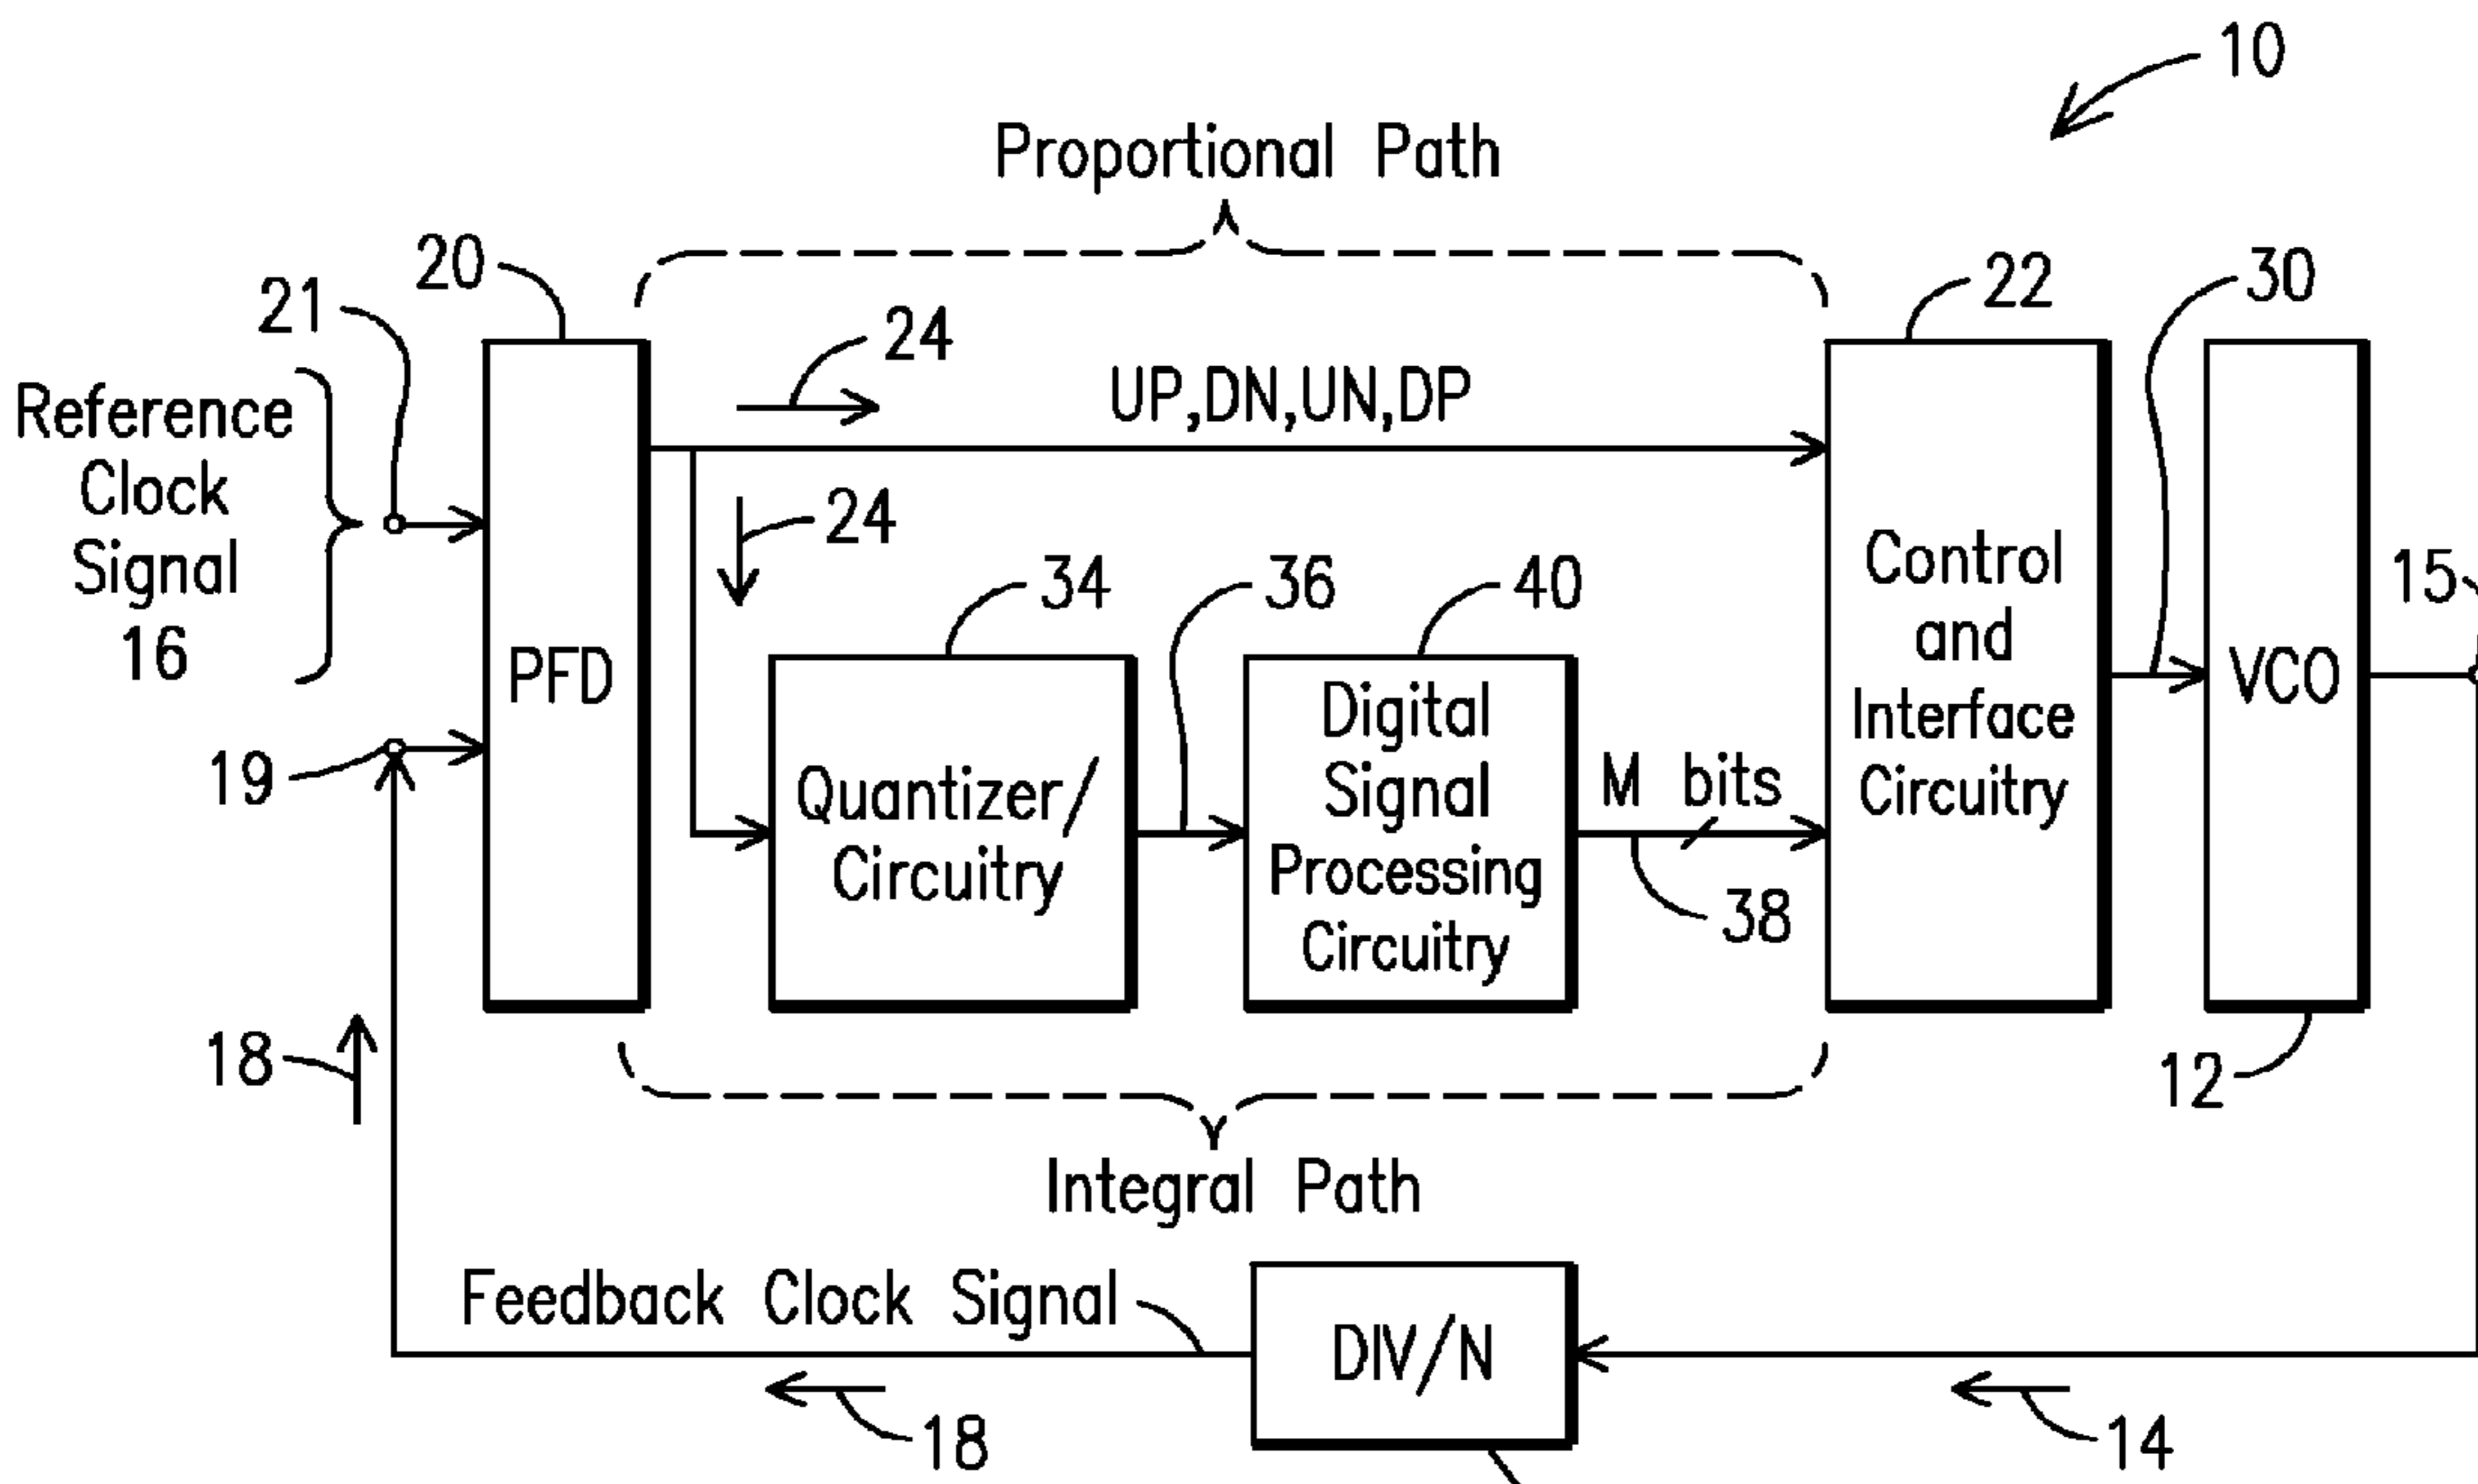 10
Proportional Path
20
22
30
21
24
Reference
Clock
Signal
16
UP,DN,UN,DP
24
34
36
40
15
Control
and
Interface
Circuitry
PFD
VCO
Digital
Signal
Processing
Circuitry
M bits
19
Quantizer/
Circuitry
38
18
12
Integral Path
Feedback Clock Signal
DIV/N
18
14